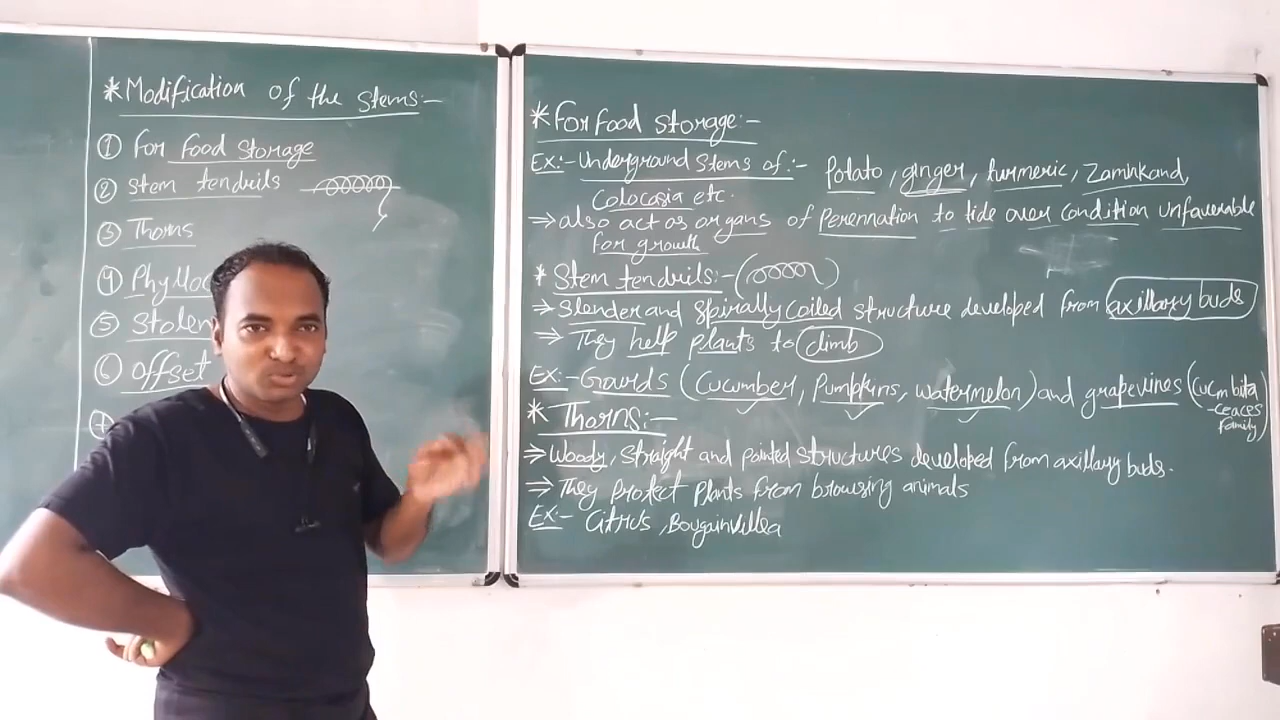 *Modification of the Stems:-
① For Food Storage
② Stem tendrils
③ Thorns
④ Phylloc
⑤ Stolen
⑥ Offset
*For Food Storage:-
Ex:- Underground Stems of:- Potato, ginger, turmeric, Zaminkand,
Colocasia etc.
⇒ also act as organs of Perennation to tide over Condition Unfavorable
for growth
* Stem tendrils:-
⇒ Slender and Spirally Coiled structure developed from axillary buds
⇒ They help plants to climb
Ex:- Gourds (Cucumber, Pumpkins, watermelon) and grapevines (Cucmbita
-ceaces
Family)
* Thorns:-
⇒ Woody, Straight and pointed structures developed from axillary buds.
⇒ They protect Plants from browsing animals
Ex:- Citrus, Bougainvillea